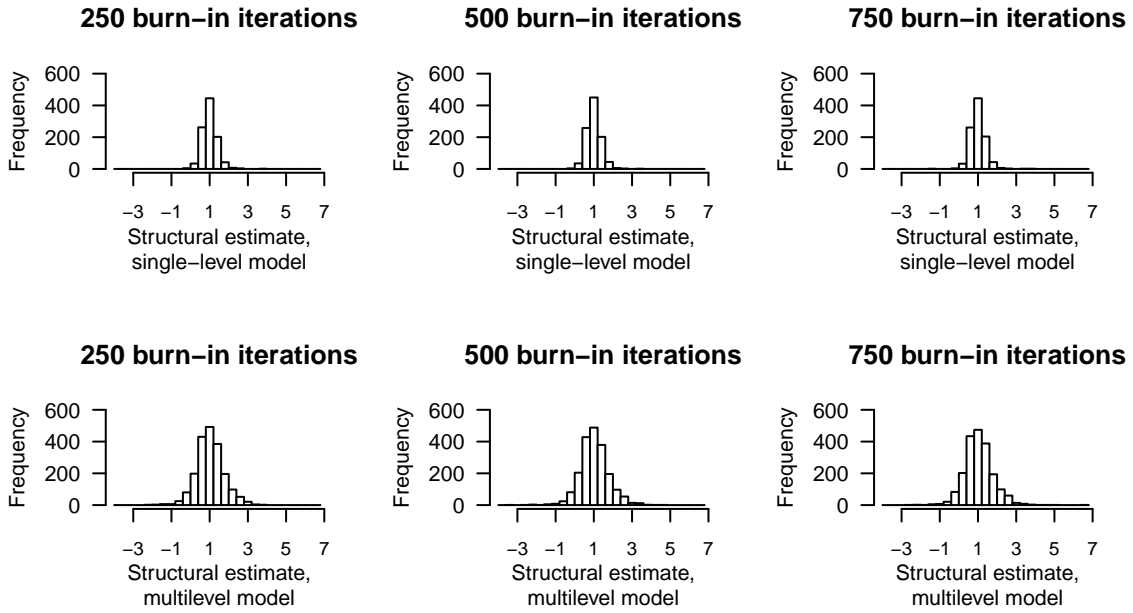 250 burn−in iterations
Frequency
600
400
200
0
−3 −1 1 3 5 7
Structural estimate,
single−level model
500 burn−in iterations
Frequency
600
400
200
0
−3 −1 1 3 5 7
Structural estimate,
single−level model
750 burn−in iterations
Frequency
600
400
200
0
−3 −1 1 3 5 7
Structural estimate,
single−level model
250 burn−in iterations
Frequency
600
400
200
0
−3 −1 1 3 5 7
Structural estimate,
multilevel model
500 burn−in iterations
Frequency
600
400
200
0
−3 −1 1 3 5 7
Structural estimate,
multilevel model
750 burn−in iterations
Frequency
600
400
200
0
−3 −1 1 3 5 7
Structural estimate,
multilevel model